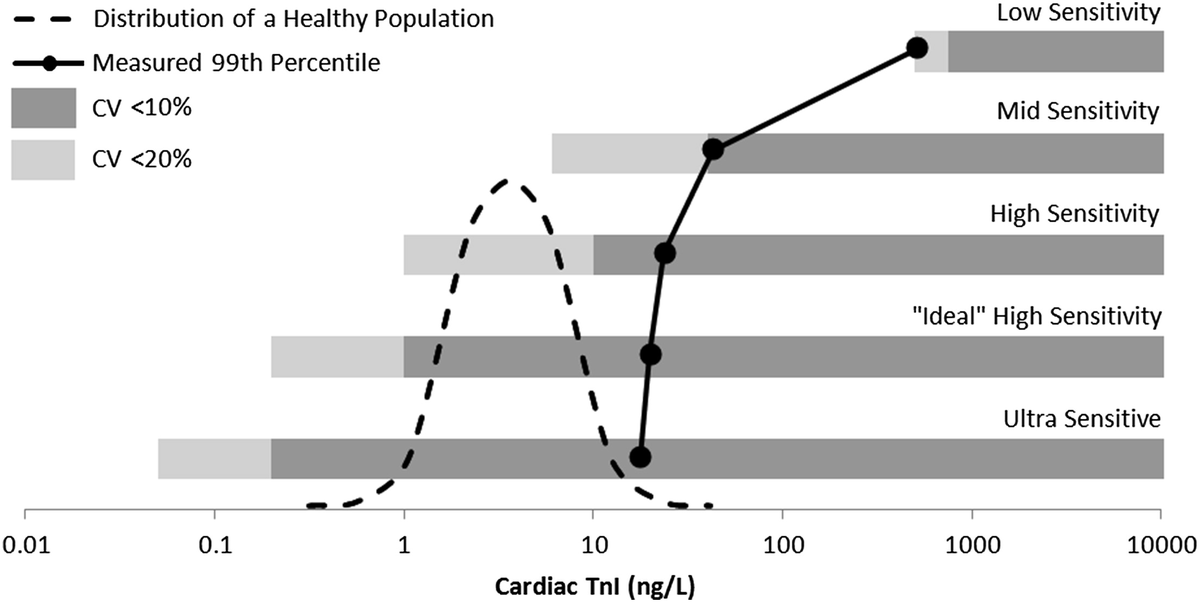 Distribution of a Healthy Population
Measured 99th Percentile
CV <10%
CV <20%
Low Sensitivity
Mid Sensitivity
High Sensitivity
"Ideal" High Sensitivity
Ultra Sensitive
0.01 0.1 1 10 100 1000 10000
Cardiac TnI (ng/L)